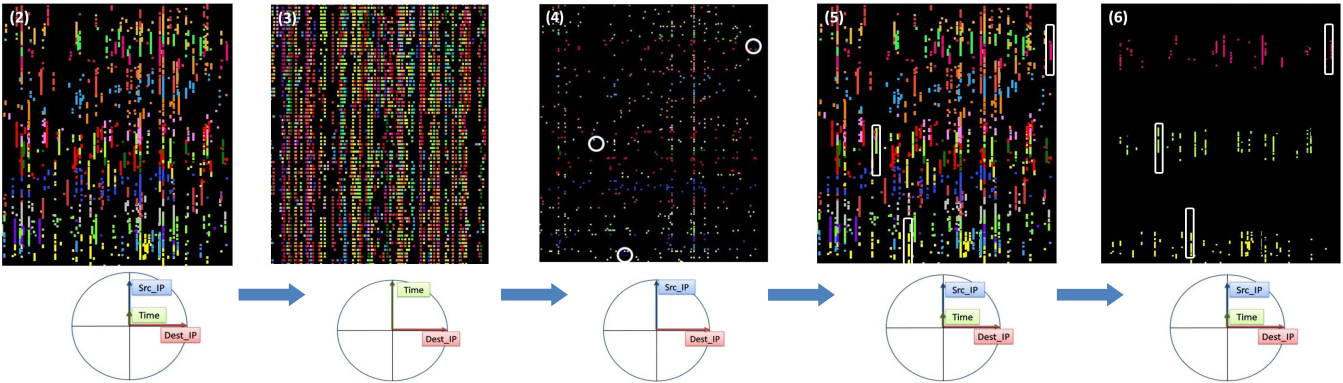 (2)
(3)
(4)
(5)
(6)
Src_IP
Time
Dest_IP
Time
Dest_IP
Src_IP
Dest_IP
Src_IP
Time
Dest_IP
Src_IP
Time
Dest_IP